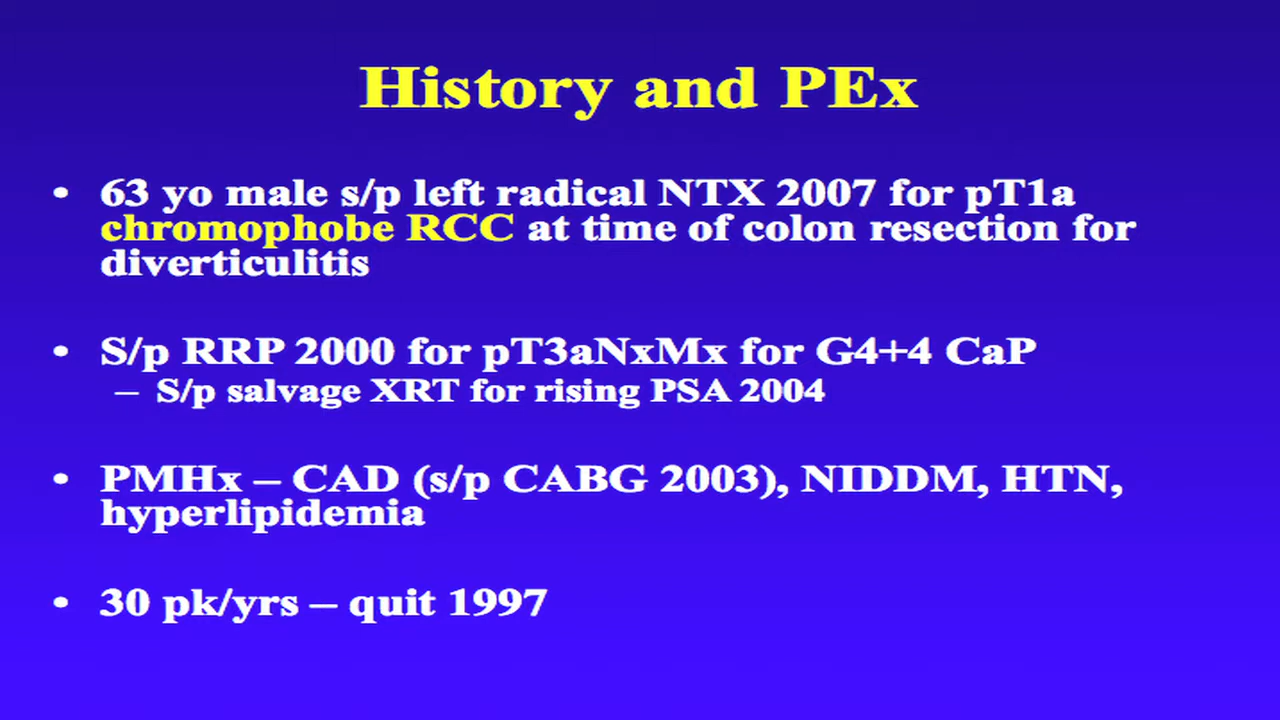 History and PEx
• 63 yo male s/p left radical NTX 2007 for pT1a
chromophobe RCC at time of colon resection for
diverticulitis
• S/p RRP 2000 for pT3aNxMx for G4+4 CaP
– S/p salvage XRT for rising PSA 2004
• PMHx – CAD (s/p CABG 2003), NIDDM, HTN,
hyperlipidemia
• 30 pk/yrs – quit 1997